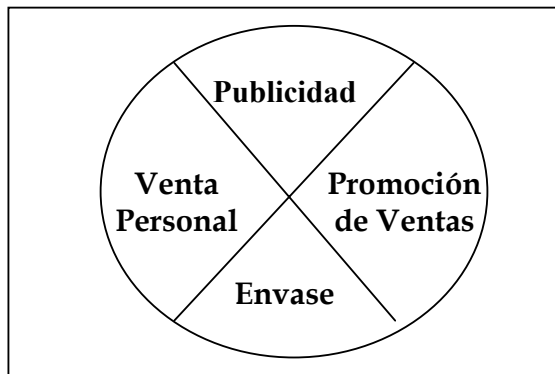 Publicidad
Venta
Personal
Promoción
de Ventas
Envase